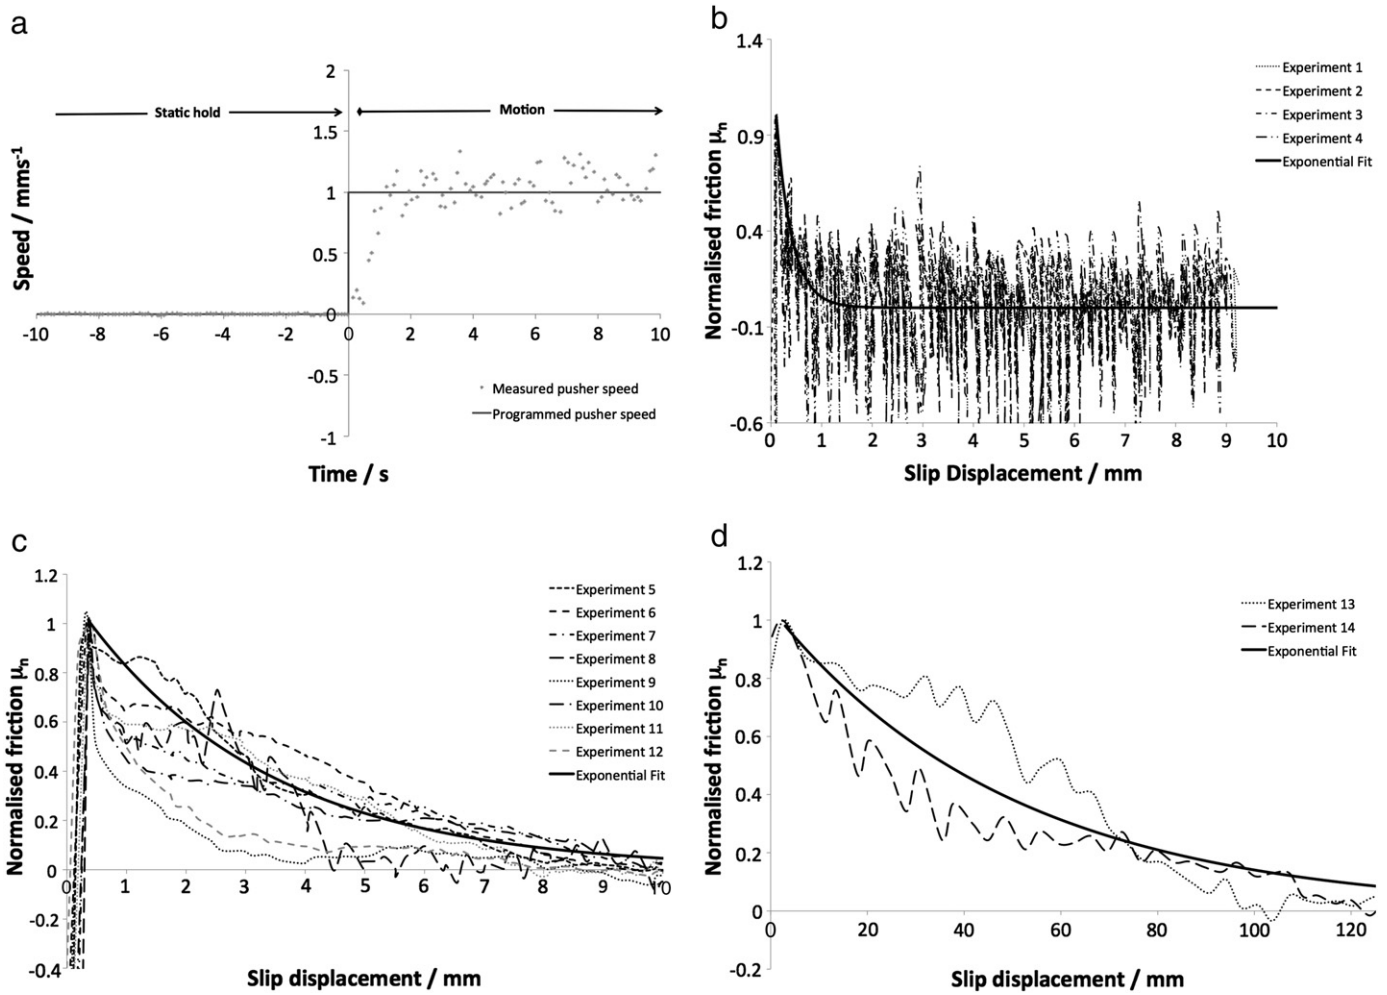 a
2
Static hold
Motion
1.5
1
0.5
0
-10
-8
-6
-4
-2
0
2
4
6
8
10
-0.5
-1
Measured pusher speed
Programmed pusher speed
Speed / mms-1
Time / s
b
1.4
0.9
0.4
-0.1
-0.6
0
1
2
3
4
5
6
7
8
9
10
Experiment 1
Experiment 2
Experiment 3
Experiment 4
Exponential Fit
Normalised friction μn
Slip Displacement / mm
c
1.2
1
0.8
0.6
0.4
0.2
0
-0.2
-0.4
0
1
2
3
4
5
6
7
8
9
10
Experiment 5
Experiment 6
Experiment 7
Experiment 8
Experiment 9
Experiment 10
Experiment 11
Experiment 12
Exponential Fit
Normalised friction μn
Slip displacement / mm
d
1.2
1
0.8
0.6
0.4
0.2
0
-0.2
0
20
40
60
80
100
120
Experiment 13
Experiment 14
Exponential Fit
Normalised friction μn
Slip displacement / mm